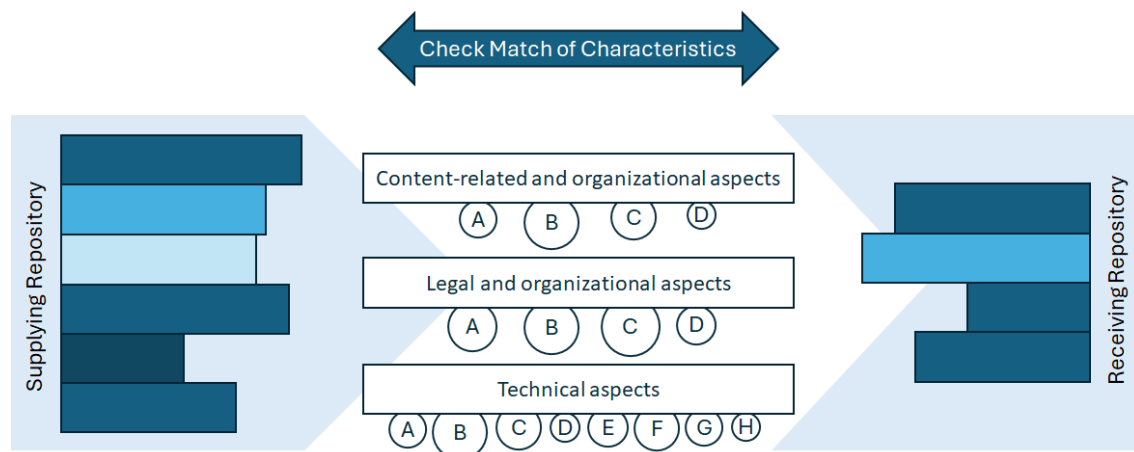 Check Match of Characteristics
Supplying Repository
Content-related and organizational aspects
A B C D
Legal and organizational aspects
A B C D
Technical aspects
A B C D E F G H
Receiving Repository